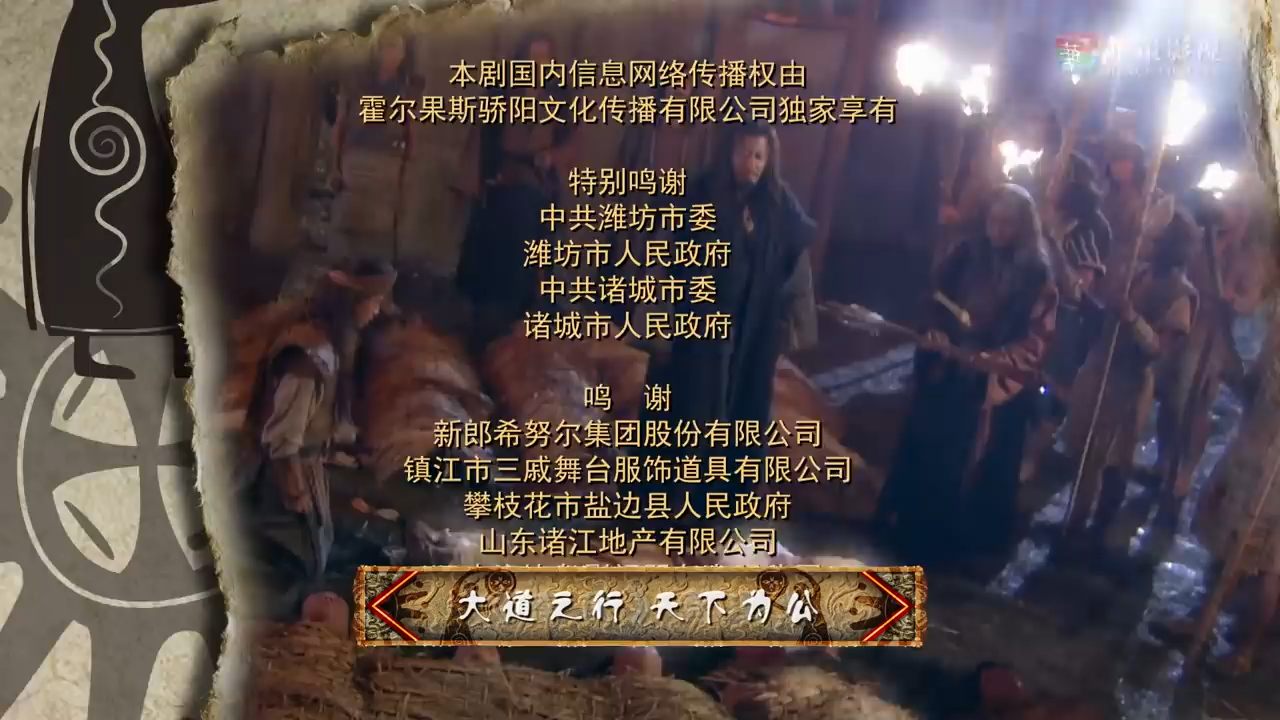 本剧国内信息网络传播权由
霍尔果斯骄阳文化传播有限公司独家享有
特别鸣谢
中共潍坊市委
潍坊市人民政府
中共诸城市委
诸城市人民政府
鸣 谢
新郎希努尔集团股份有限公司
镇江市三戚舞台服饰道具有限公司
攀枝花市盐边县人民政府
山东诸江地产有限公司
大道之行 天下为公